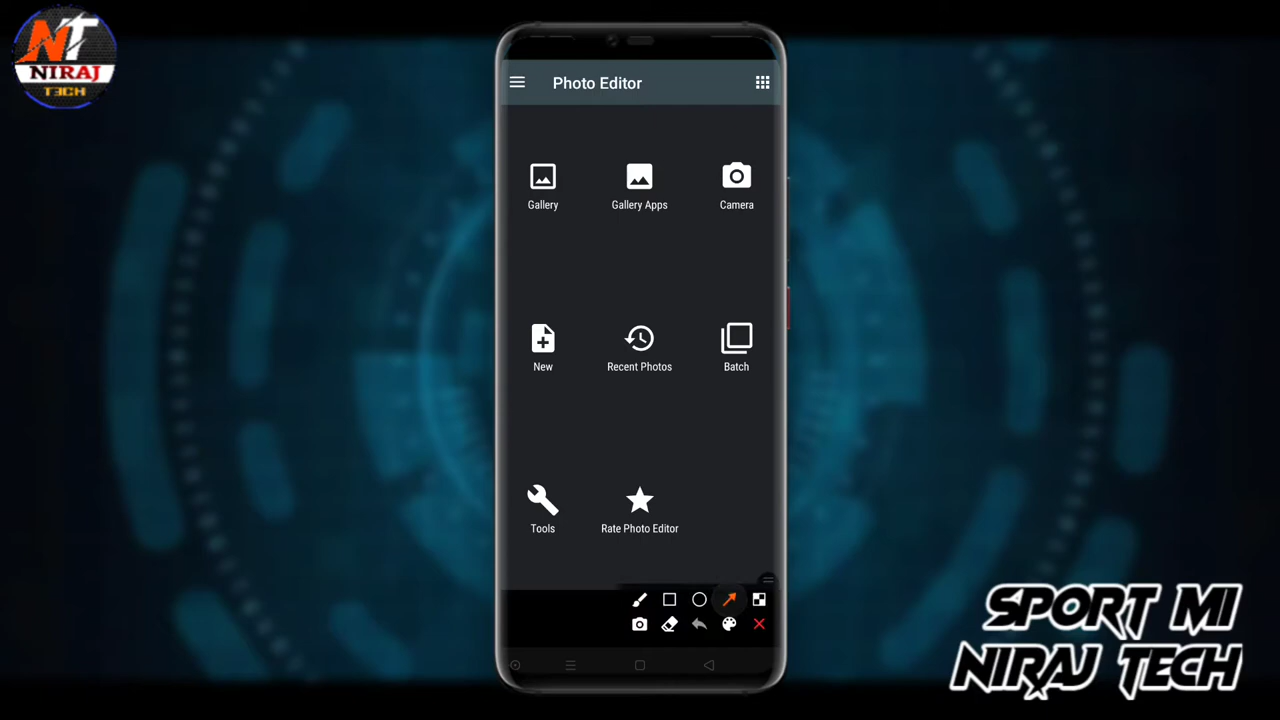 NT
NIRAJ
TECH
Photo Editor
Gallery
Gallery Apps
Camera
New
Recent Photos
Batch
Tools
Rate Photo Editor
SPORT MI
NIRAJ TECH